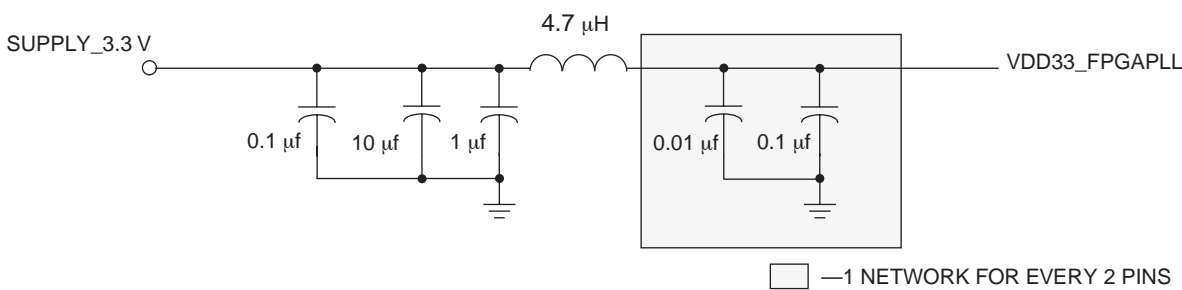 4.7 μH
SUPPLY_3.3 V
VDD33_FPGAPLL
0.1 μf
10 μf
1 μf
0.01 μf
0.1 μf
—1 NETWORK FOR EVERY 2 PINS